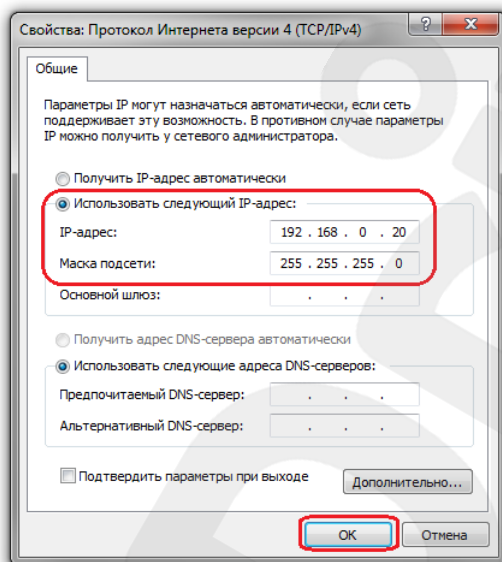 Свойства: Протокол Интернета версии 4 (TCP/IPv4)
Общие
Параметры IP могут назначаться автоматически, если сеть
поддерживает эту возможность. В противном случае параметры
IP можно получить у сетевого администратора.
Получить IP-адрес автоматически
Использовать следующий IP-адрес:
IP-адрес: 192 . 168 . 0 . 20
Маска подсети: 255 . 255 . 255 . 0
Основной шлюз: . . .
Получить адрес DNS-сервера автоматически
Использовать следующие адреса DNS-серверов:
Предпочитаемый DNS-сервер: . . .
Альтернативный DNS-сервер: . . .
Подтвердить параметры при выходе
Дополнительно...
ОК Отмена